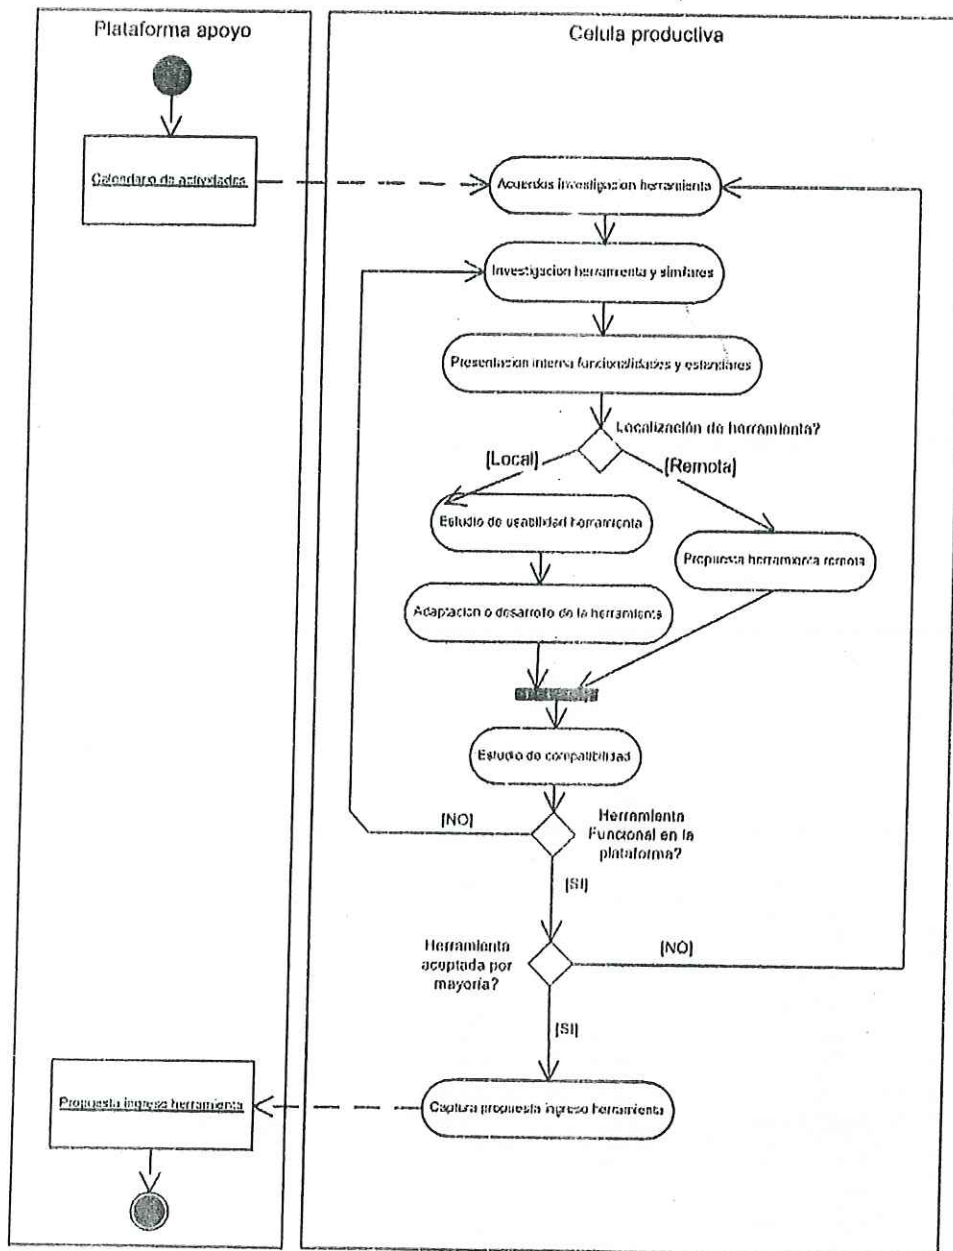 Plataforma apoyo
Celula productiva
Calendario de actividades
Acuerdos investigacion herramienta
Investigacion herramienta y similares
Presentacion interna funcionalidades y estandares
Localización de herramienta?
[Local]
[Remota]
Estudio de usabilidad herramienta
Propuesta herramienta remota
Adaptacion o desarrollo de la herramienta
Estudio de compatibilidad
[NO]
Herramienta
Funcional en la
plataforma?
[SI]
Herramienta
aceptada por
mayoría?
[NO]
[SI]
Propuesta ingreso herramienta
Captura propuesta ingreso herramienta